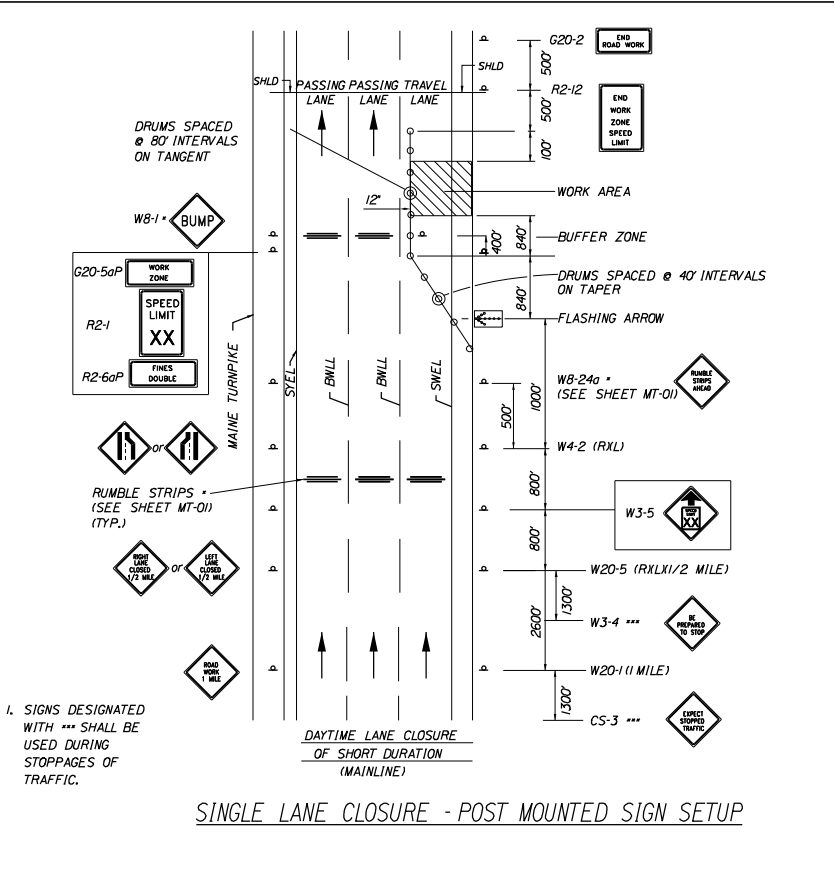 G20-2
END
ROAD WORK
500'
SHLD
PASSING PASSING TRAVEL
LANE LANE LANE
SHLD
R2-12
END
WORK
ZONE
SPEED
LIMIT
500'
100'
DRUMS SPACED
@ 80' INTERVALS
ON TANGENT
WORK AREA
12"
W8-1 *
BUMP
400'
840'
BUFFER ZONE
G20-5aP
WORK
ZONE
R2-1
SPEED
LIMIT
XX
R2-6aP
FINES
DOUBLE
DRUMS SPACED @ 40' INTERVALS
ON TAPER
840'
FLASHING ARROW
MAINE TURNPIKE
SYEL
BWLL
BWLL
SWEL
500'
1000'
W8-24a *
(SEE SHEET MT-01)
RUMBLE
STRIPS
AHEAD
or
W4-2 (RXL)
RUMBLE STRIPS *
(SEE SHEET MT-01)
(TYP.)
800'
W3-5
SPEED
LIMIT
XX
800'
RIGHT
LANE
CLOSED
1/2 MILE
or
LEFT
LANE
CLOSED
1/2 MILE
W20-5 (RXLX1/2 MILE)
1300'
2600'
W3-4 ***
BE
PREPARED
TO STOP
ROAD
WORK
1 MILE
W20-1 (1 MILE)
1300'
CS-3 ***
EXPECT
STOPPED
TRAFFIC
1. SIGNS DESIGNATED
WITH *** SHALL BE
USED DURING
STOPPAGES OF
TRAFFIC.
DAYTIME LANE CLOSURE
OF SHORT DURATION
(MAINLINE)
SINGLE LANE CLOSURE - POST MOUNTED SIGN SETUP